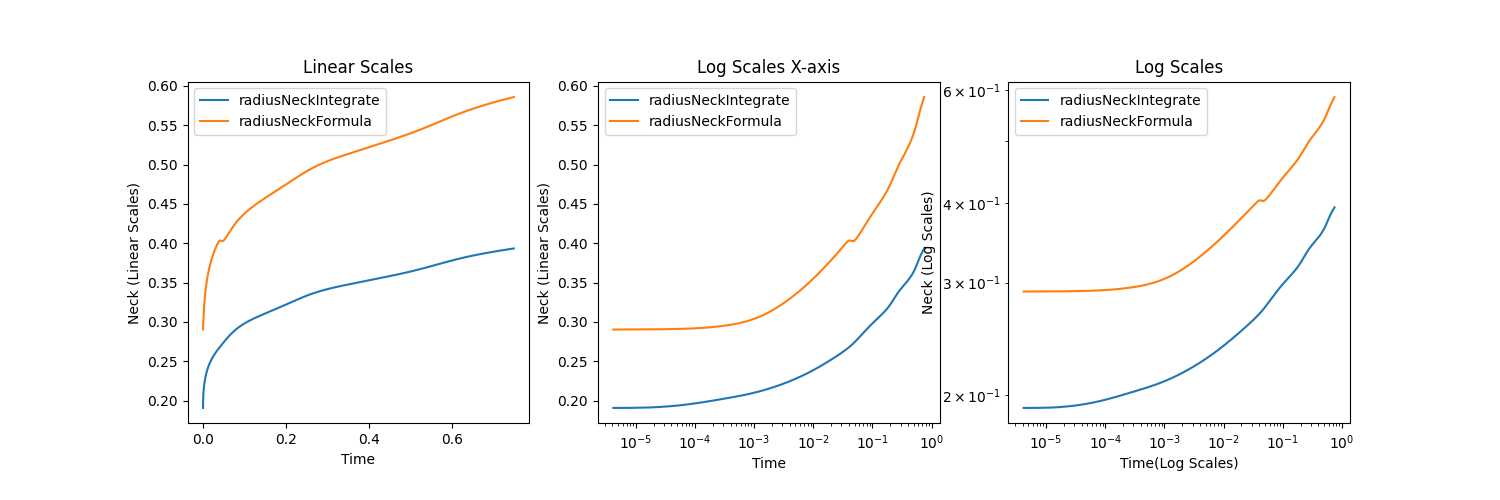 Linear Scales
Neck (Linear Scales)
0.60
0.55
0.50
0.45
0.40
0.35
0.30
0.25
0.20
radiusNeckIntegrate
radiusNeckFormula
0.0 0.2 0.4 0.6
Time
Log Scales X-axis
Neck (Linear Scales)
0.60
0.55
0.50
0.45
0.40
0.35
0.30
0.25
0.20
radiusNeckIntegrate
radiusNeckFormula
10⁻⁵ 10⁻⁴ 10⁻³ 10⁻² 10⁻¹ 10⁰
Time
Log Scales
Neck (Log Scales)
6 × 10⁻¹
4 × 10⁻¹
3 × 10⁻¹
2 × 10⁻¹
radiusNeckIntegrate
radiusNeckFormula
10⁻⁵ 10⁻⁴ 10⁻³ 10⁻² 10⁻¹ 10⁰
Time(Log Scales)